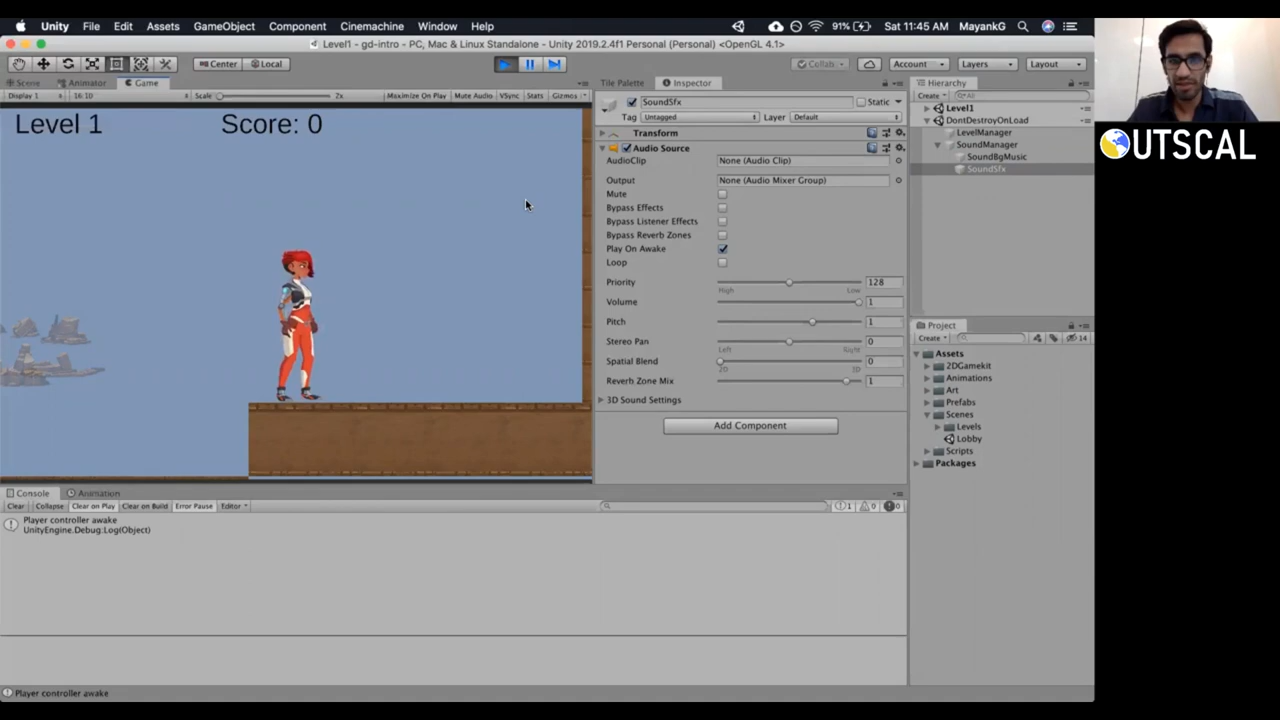 Unity File Edit Assets GameObject Component Cinemachine Window Help 91% Sat 11:45 AM MayankG
Level1 - gd-intro - PC, Mac & Linux Standalone - Unity 2019.2.4f1 Personal (Personal) <OpenGL 4.1>
Center Local Collab Account Layers Layout
Scene Animator Game
Display 1 16:10 Scale 2x Maximize On Play Mute Audio VSync Stats Gizmos
Level 1 Score: 0
Tile Palette Inspector
SoundSfx Static
Tag Untagged Layer Default
Transform
Audio Source
AudioClip None (Audio Clip)
Output None (Audio Mixer Group)
Mute
Bypass Effects
Bypass Listener Effects
Bypass Reverb Zones
Play On Awake
Loop
Priority 128
High Low
Volume 1
Pitch 1
Stereo Pan 0
Left Right
Spatial Blend 0
2D 3D
Reverb Zone Mix 1
3D Sound Settings
Add Component
Hierarchy
Create All
Level1
DontDestroyOnLoad
LevelManager
SoundManager
SoundBgMusic
SoundSfx
Project
Create 14
Assets
2DGamekit
Animations
Art
Prefabs
Scenes
Levels
Lobby
Scripts
Packages
OUTSCAL
Console Animation
Clear Collapse Clear on Play Clear on Build Error Pause Editor 1 0 0
Player controller awake
UnityEngine.Debug:Log(Object)
Player controller awake